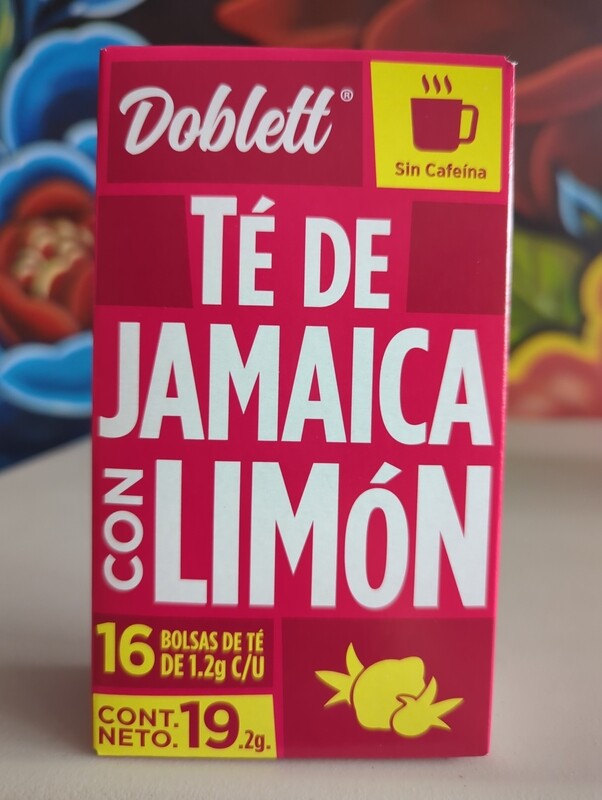 Doblett®
Sin Cafeína
TÉ DE
JAMAICA
CON LIMÓN
16 BOLSAS DE TÉ
DE 1.2g C/U
CONT.
NETO. 19.2g.